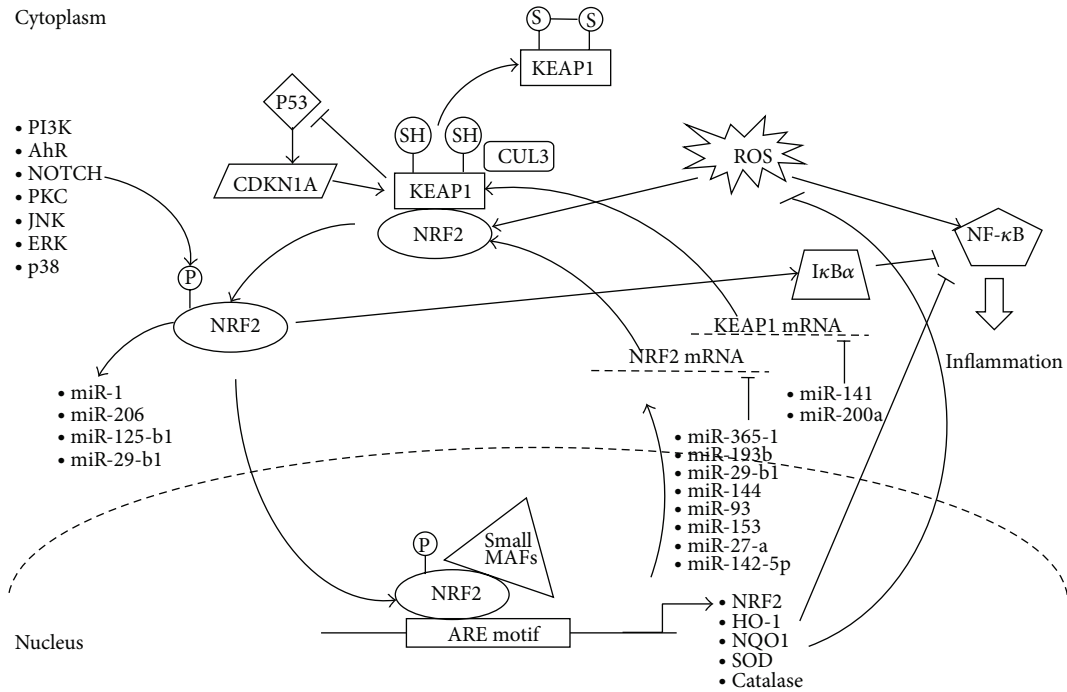 Cytoplasm
S
S
KEAP1
P53
SH
SH
CUL3
ROS
• PI3K
• AhR
• NOTCH
• PKC
• JNK
• ERK
• p38
CDKN1A
KEAP1
NRF2
NF-κB
IκBα
P
NRF2
KEAP1 mRNA
NRF2 mRNA
Inflammation
• miR-1
• miR-206
• miR-125-b1
• miR-29-b1
• miR-141
• miR-200a
• miR-365-1
• miR-193b
• miR-29-b1
• miR-144
• miR-93
• miR-153
• miR-27-a
• miR-142-5p
P
Small
MAFs
NRF2
ARE motif
Nucleus
• NRF2
• HO-1
• NQO1
• SOD
• Catalase